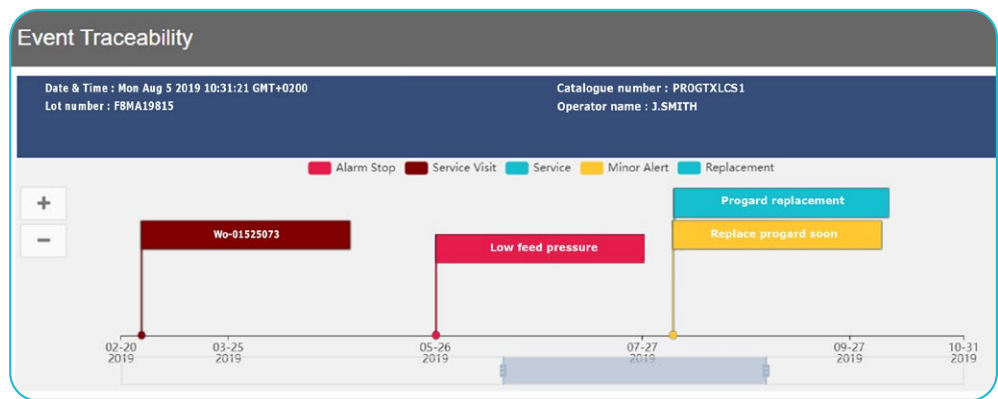 Event Traceability
Date & Time : Mon Aug 5 2019 10:31:21 GMT+0200
Catalogue number : PR0GTXLCS1
Lot number : F8MA19815
Operator name : J.SMITH
Alarm Stop Service Visit Service Minor Alert Replacement
+
Progard replacement
−
Wo-01525073
Replace progard soon
Low feed pressure
02-20 03-25 05-26 07-27 09-27 10-31
2019 2019 2019 2019 2019 2019